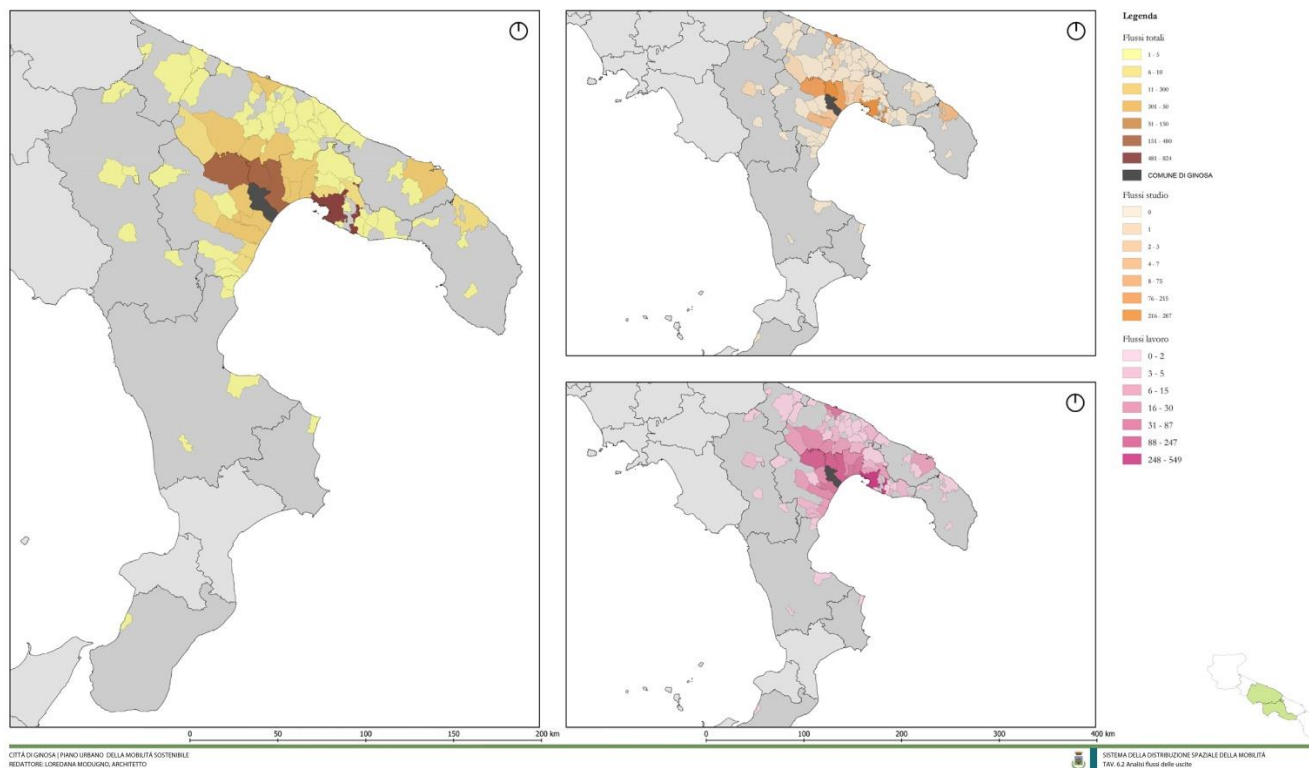 Legenda
Flussi totali
1 - 5
6 - 10
11 - 300
301 - 50
51 - 150
151 - 480
481 - 824
COMUNE DI GINOSA
Flussi studio
0
1
2 - 3
4 - 7
8 - 75
76 - 215
216 - 267
Flussi lavoro
0 - 2
3 - 5
6 - 15
16 - 30
31 - 87
88 - 247
248 - 549
0 50 100 150 200 km
0 100 200 300 400 km
CITTÀ DI GINOSA | PIANO URBANO DELLA MOBILITÀ SOSTENIBILE
REDATTORE: LOREDANA MODUGNO, ARCHITETTO
SISTEMA DELLA DISTRIBUZIONE SPAZIALE DELLA MOBILITÀ
TAV. 6.2 Analisi flussi delle uscite